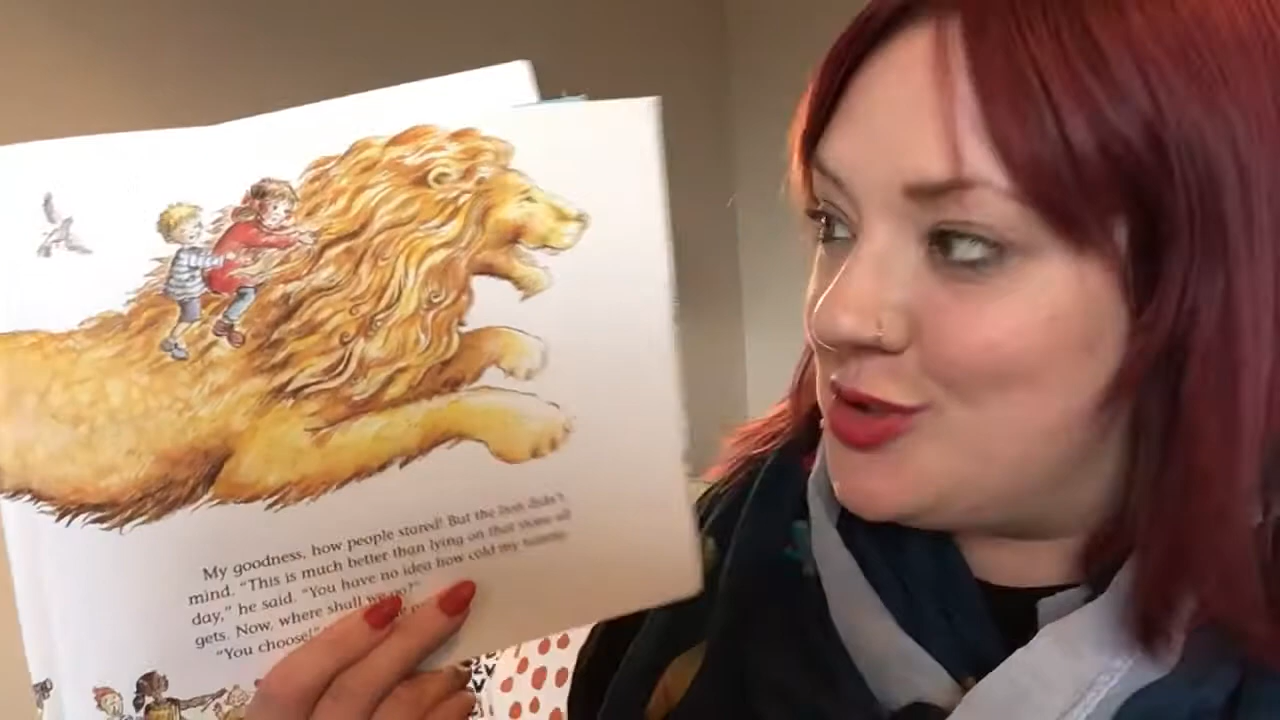 My goodness, how people stared! But the lion didn't
mind. "This is much better than lying on that stone all
day," he said. "You have no idea how cold my tummy
gets. Now, where shall we go?"
"You choose!"